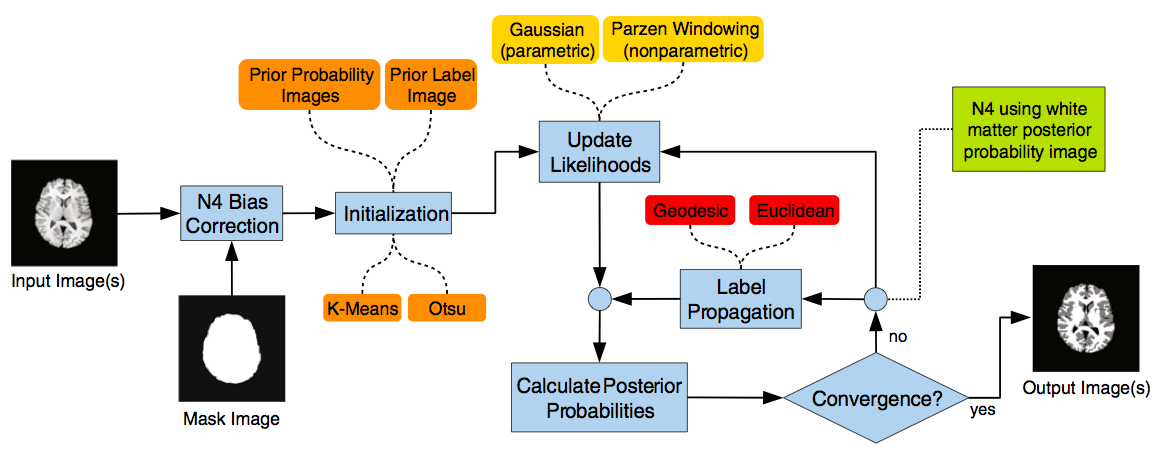 Gaussian
(parametric)
Parzen Windowing
(nonparametric)
Prior Probability
Images
Prior Label
Image
N4 using white
matter posterior
probability image
Update
Likelihoods
N4 Bias
Correction
Initialization
Geodesic
Euclidean
Input Image(s)
K-Means
Otsu
Label
Propagation
no
Mask Image
Calculate Posterior
Probabilities
Convergence?
yes
Output Image(s)